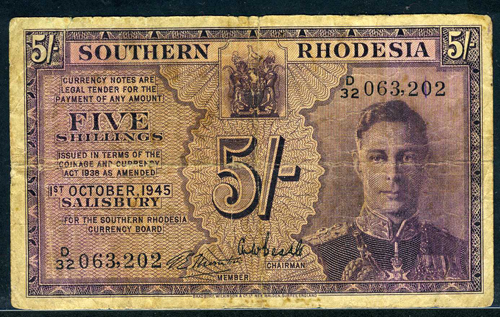 5/-
SOUTHERN RHODESIA
5/-
CURRENCY NOTES ARE
LEGAL TENDER FOR THE
PAYMENT OF ANY AMOUNT
D/32 063,202
FIVE
SHILLINGS
5/-
ISSUED IN TERMS OF THE
COINAGE AND CURRENCY
ACT 1938 AS AMENDED
1ST OCTOBER, 1945
SALISBURY
FOR THE SOUTHERN RHODESIA
CURRENCY BOARD.
D/32 063,202
MEMBER
CHAIRMAN